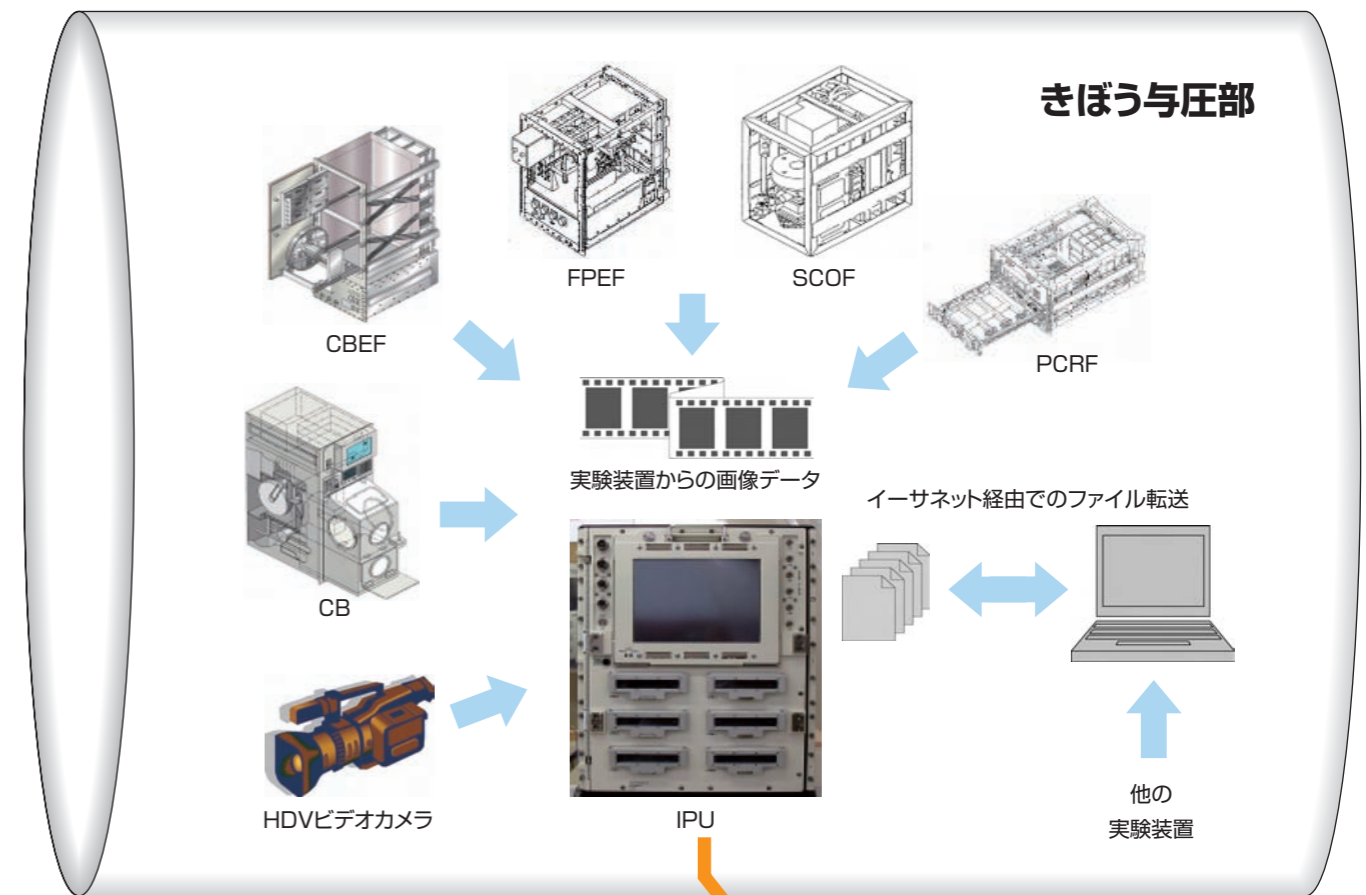 きぼう与圧部
FPEF
SCOF
CBEF
PCRF
実験装置からの画像データ
イーサネット経由でのファイル転送
CB
HDVビデオカメラ
IPU
他の
実験装置